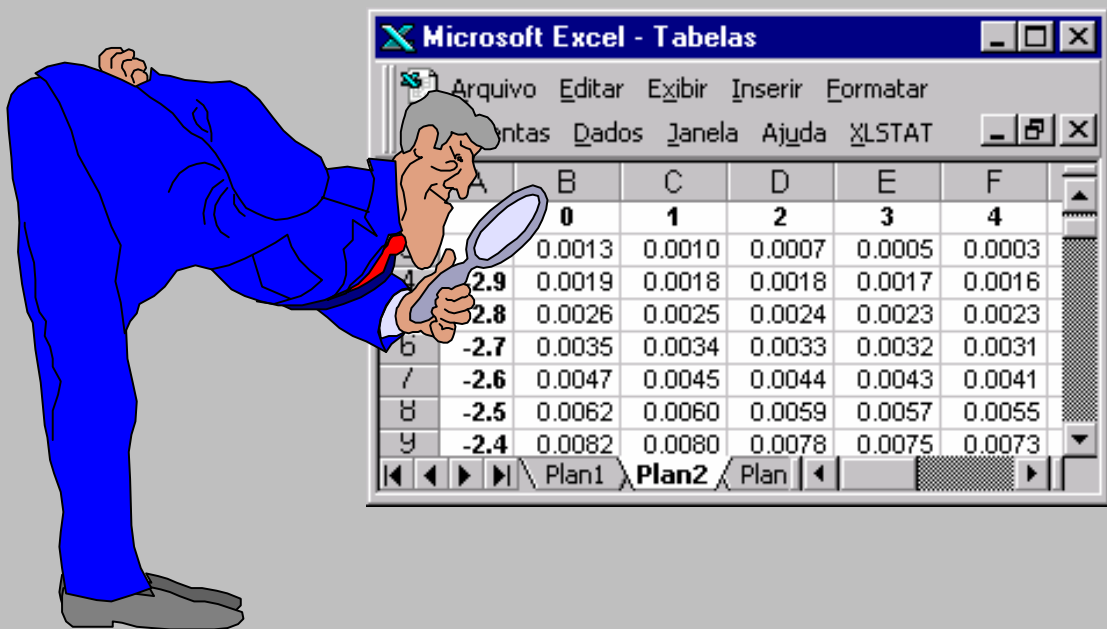 Microsoft Excel - Tabelas
Arquivo Editar Exibir Inserir Formatar
Dados Janela Ajuda XLSTAT
A B C D E F
0 1 2 3 4
0.0013 0.0010 0.0007 0.0005 0.0003
4 -2.9 0.0019 0.0018 0.0018 0.0017 0.0016
2.8 0.0026 0.0025 0.0024 0.0023 0.0023
6 -2.7 0.0035 0.0034 0.0033 0.0032 0.0031
7 -2.6 0.0047 0.0045 0.0044 0.0043 0.0041
8 -2.5 0.0062 0.0060 0.0059 0.0057 0.0055
9 -2.4 0.0082 0.0080 0.0078 0.0075 0.0073
Plan1 Plan2 Plan